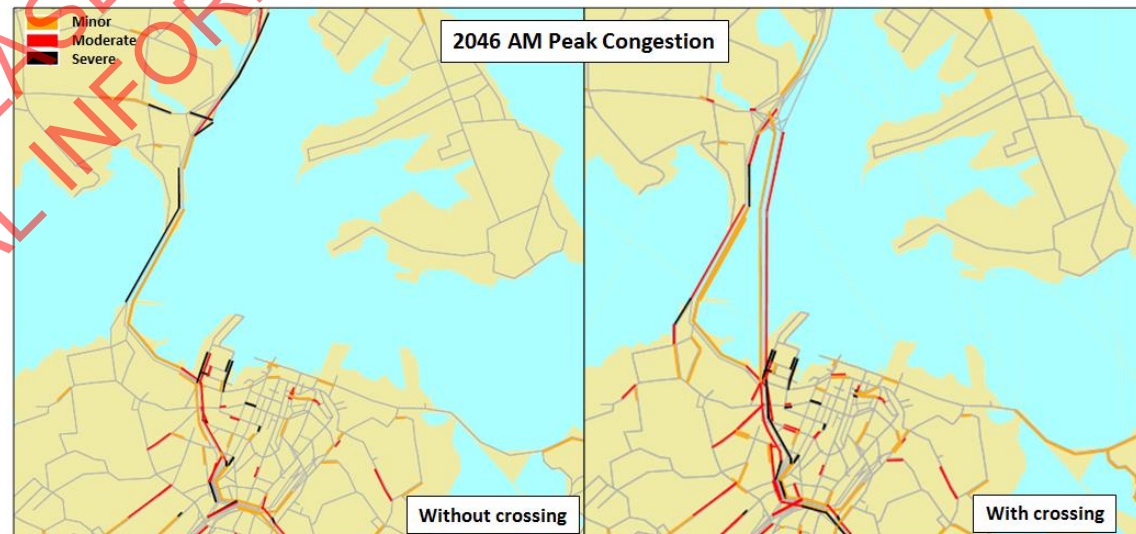 Minor
Moderate
Severe
2046 AM Peak Congestion
Without crossing
With crossing